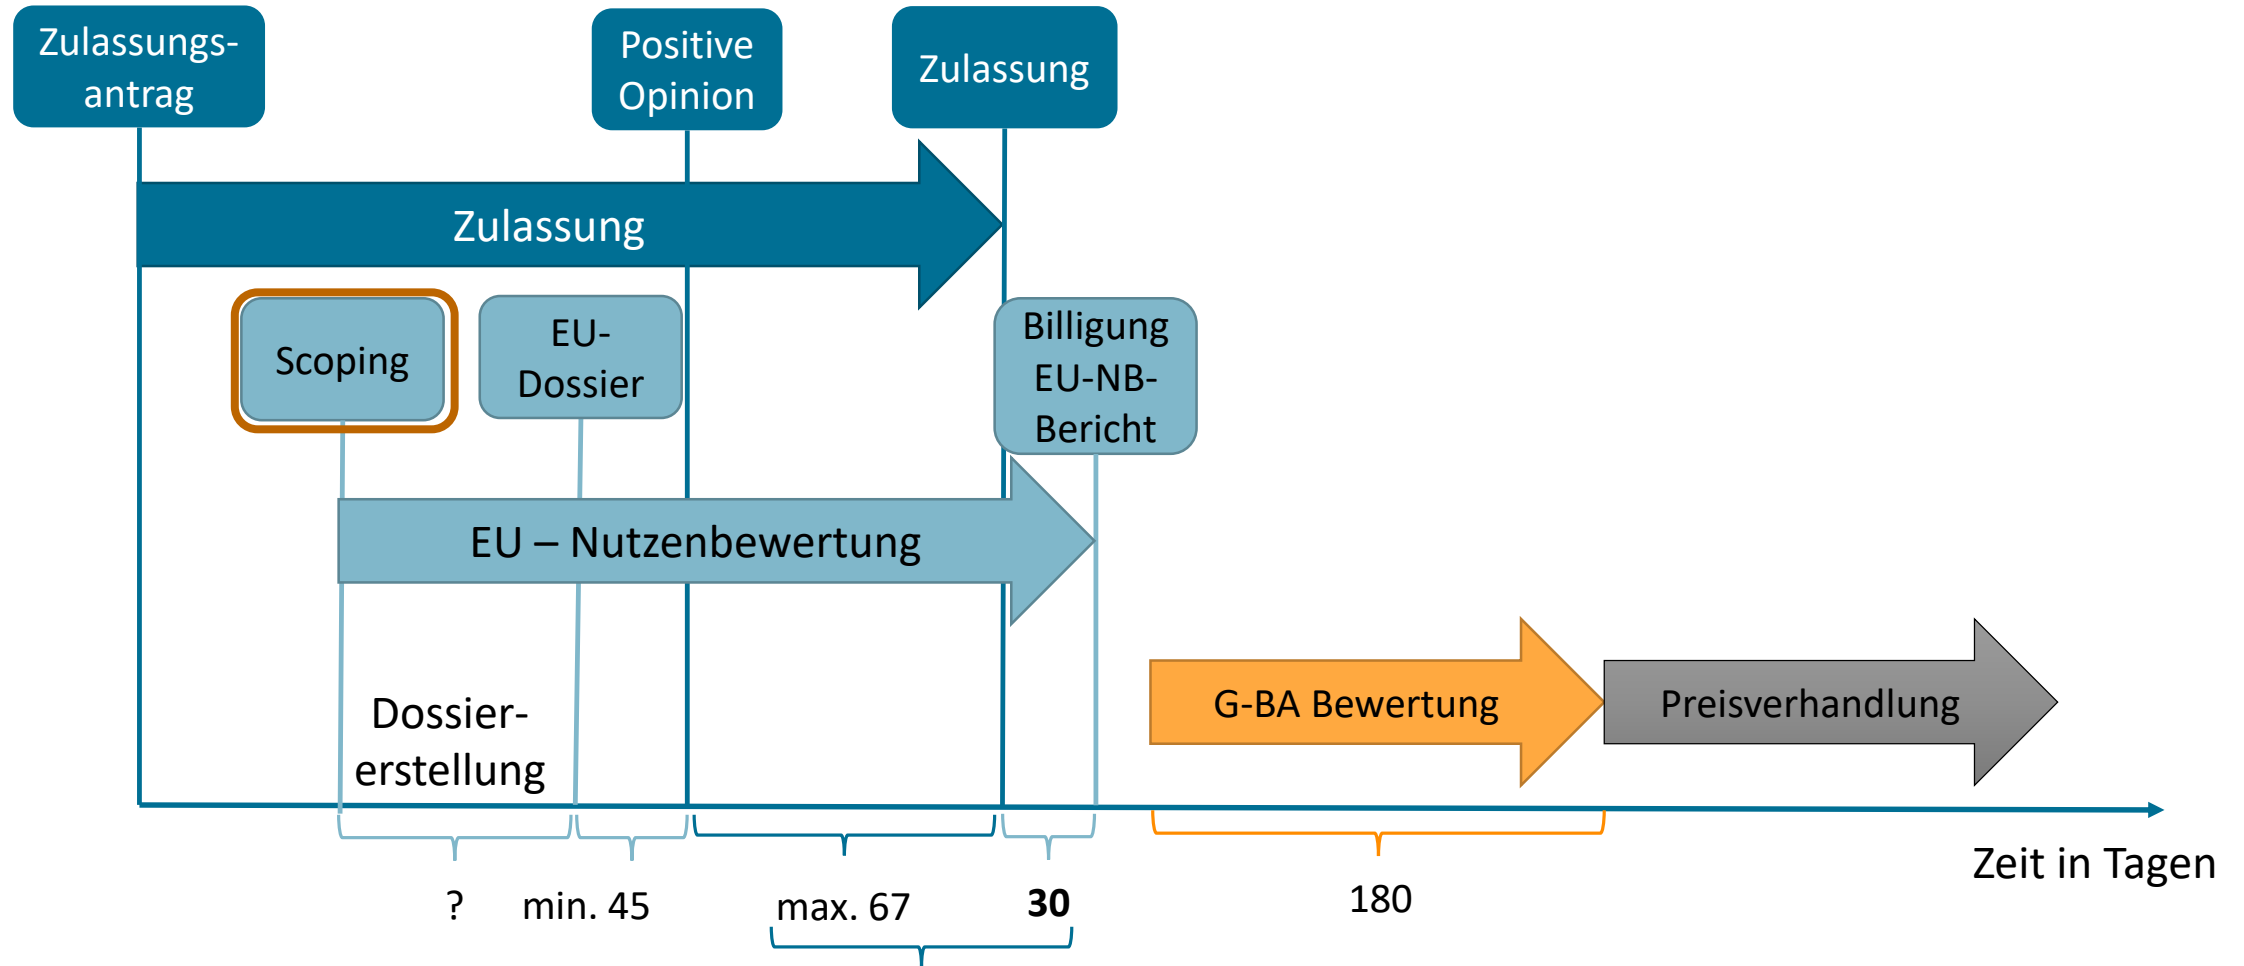 Zulassungs-
antrag
Positive
Opinion
Zulassung
Zulassung
Scoping
EU-
Dossier
Billigung
EU-NB-
Bericht
EU – Nutzenbewertung
G-BA Bewertung
Preisverhandlung
Dossier-
erstellung
Zeit in Tagen
?
min. 45
max. 67
30
180